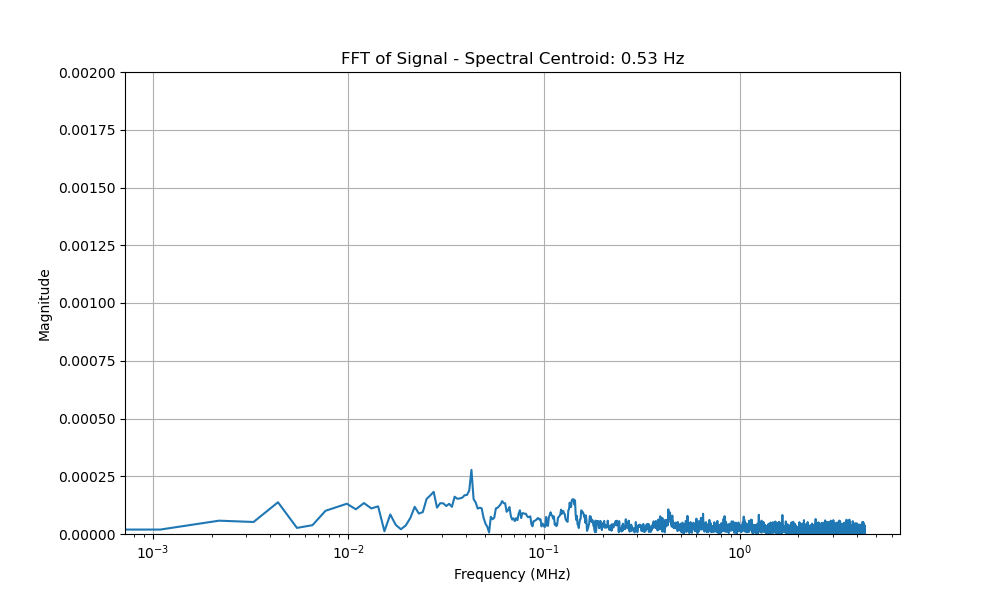 FFT of Signal - Spectral Centroid: 0.53 Hz
0.00200
0.00175
0.00150
0.00125
0.00100
0.00075
0.00050
0.00025
0.00000
Magnitude
10⁻³ 10⁻² 10⁻¹ 10⁰
Frequency (MHz)